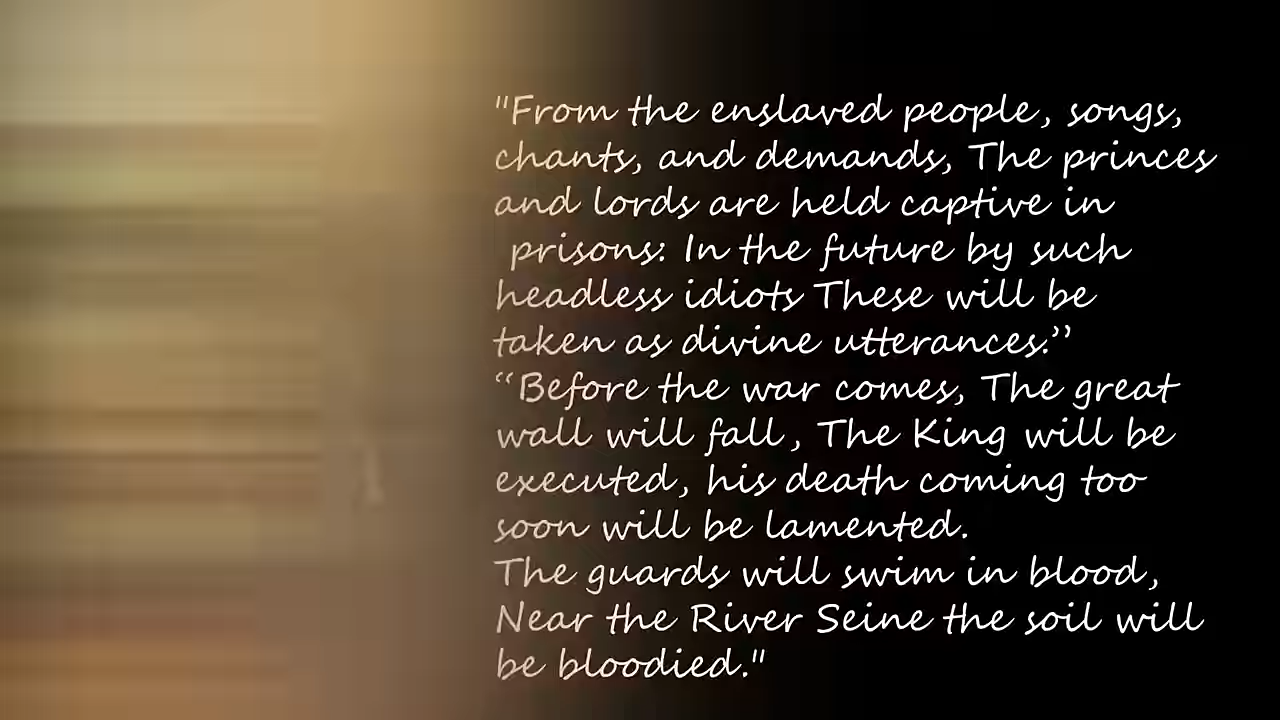 "From the enslaved people, songs,
chants, and demands, The princes
and lords are held captive in
prisons: In the future by such
headless idiots These will be
taken as divine utterances.”
“Before the war comes, The great
wall will fall, The King will be
executed, his death coming too
soon will be lamented.
The guards will swim in blood,
Near the River Seine the soil will
be bloodied."